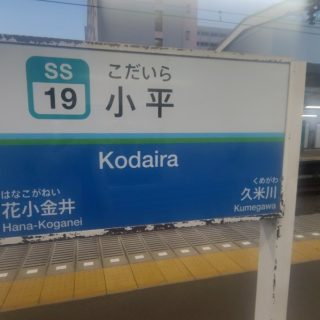 SS
19
こだいら
小平
Kodaira
はなこがねい
花小金井
Hana-Koganei
くめがわ
久米川
Kumegawa